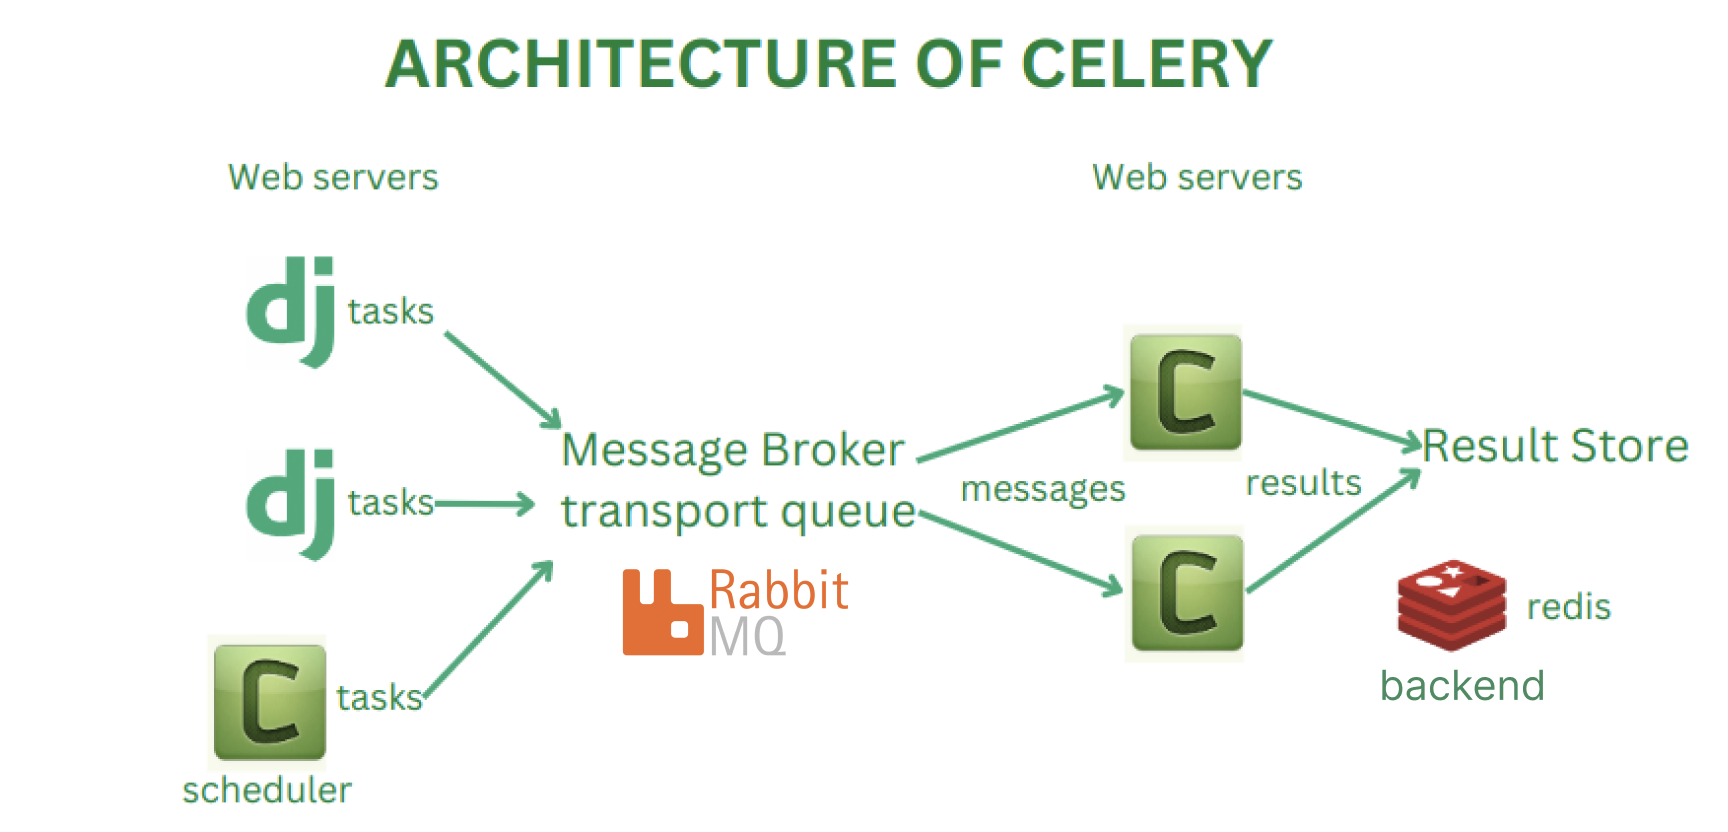 ARCHITECTURE OF CELERY
Web servers
Web servers
dj tasks
dj tasks
C tasks
scheduler
Message Broker
transport queue
Rabbit
MQ
messages
C
C
results
Result Store
redis
backend